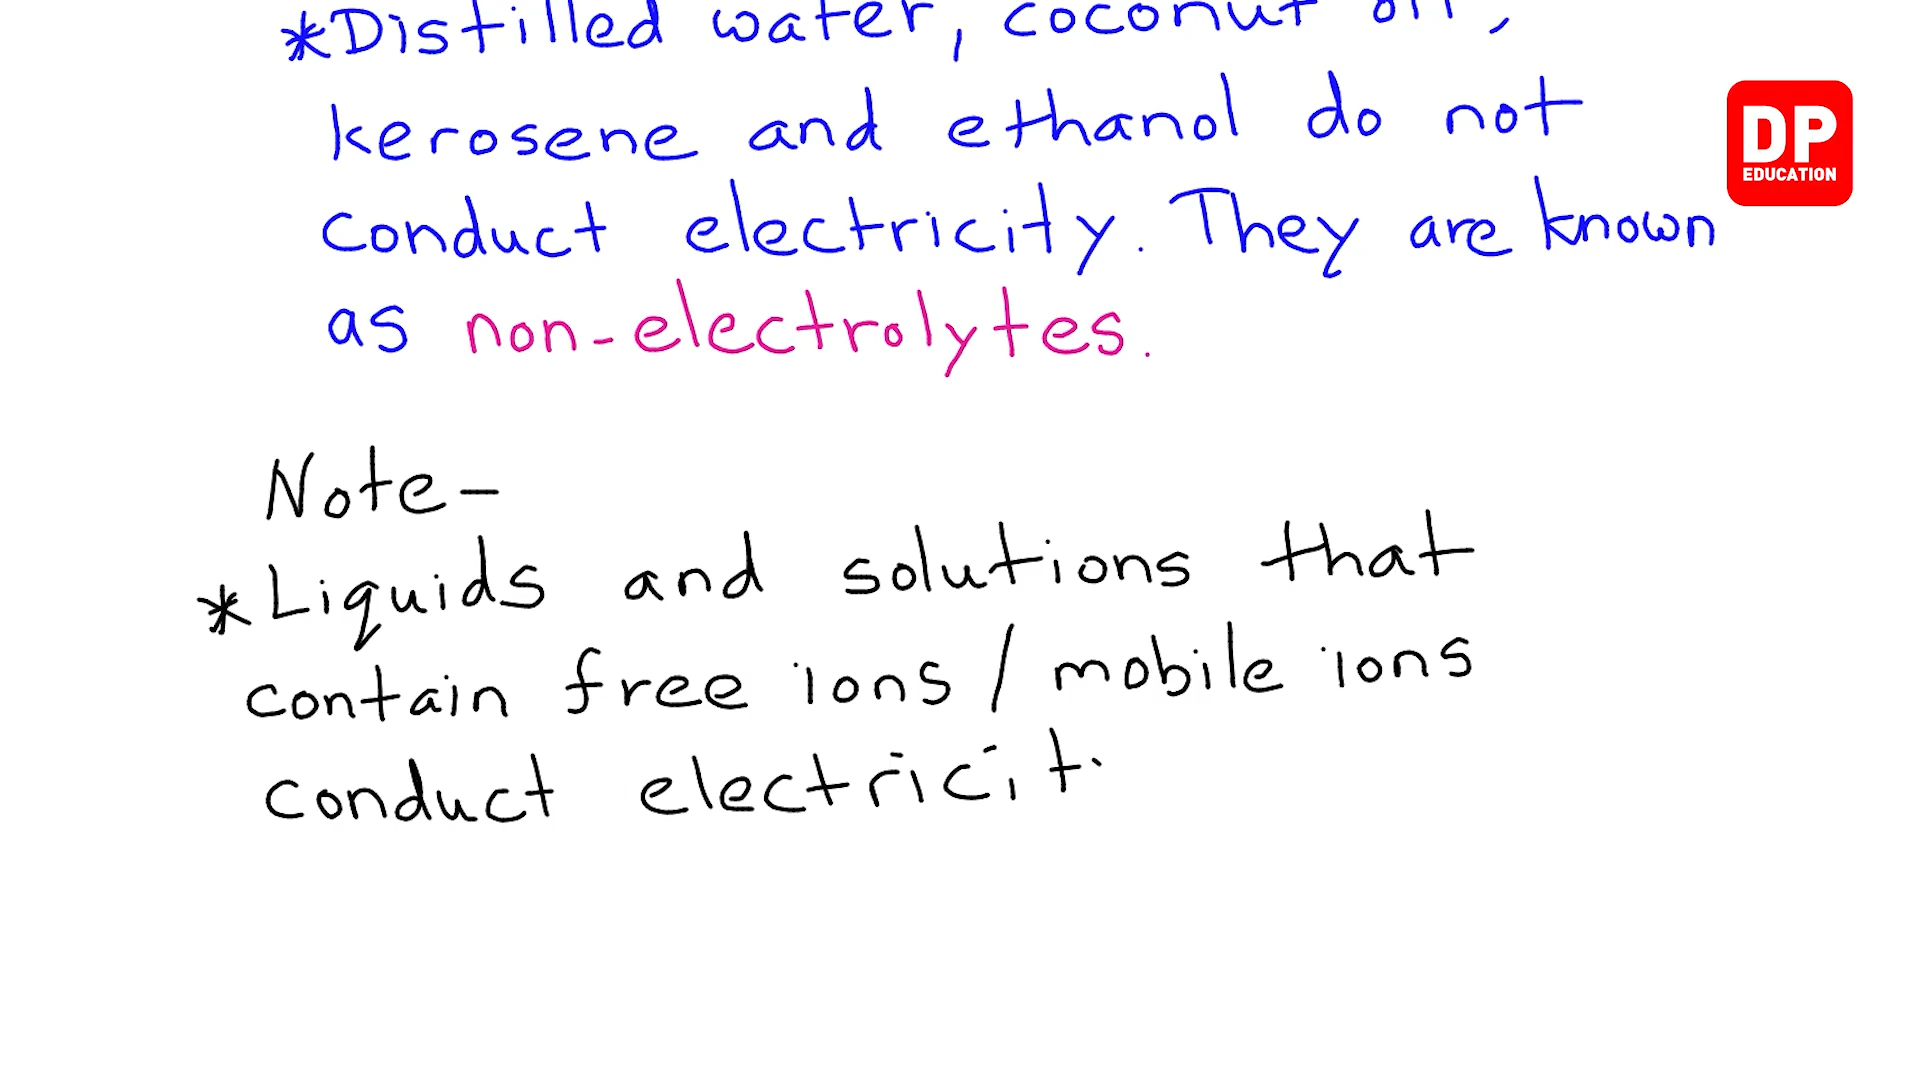 *Distilled water, coconut oil,
kerosene and ethanol do not
conduct electricity. They are known
as non-electrolytes.
DP
EDUCATION
Note-
*Liquids and solutions that
contain free ions / mobile ions
conduct electricit